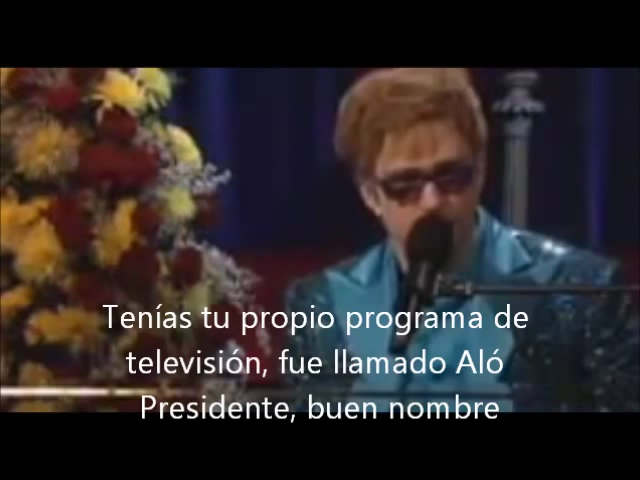 Tenías tu propio programa de
televisión, fue llamado Aló
Presidente, buen nombre